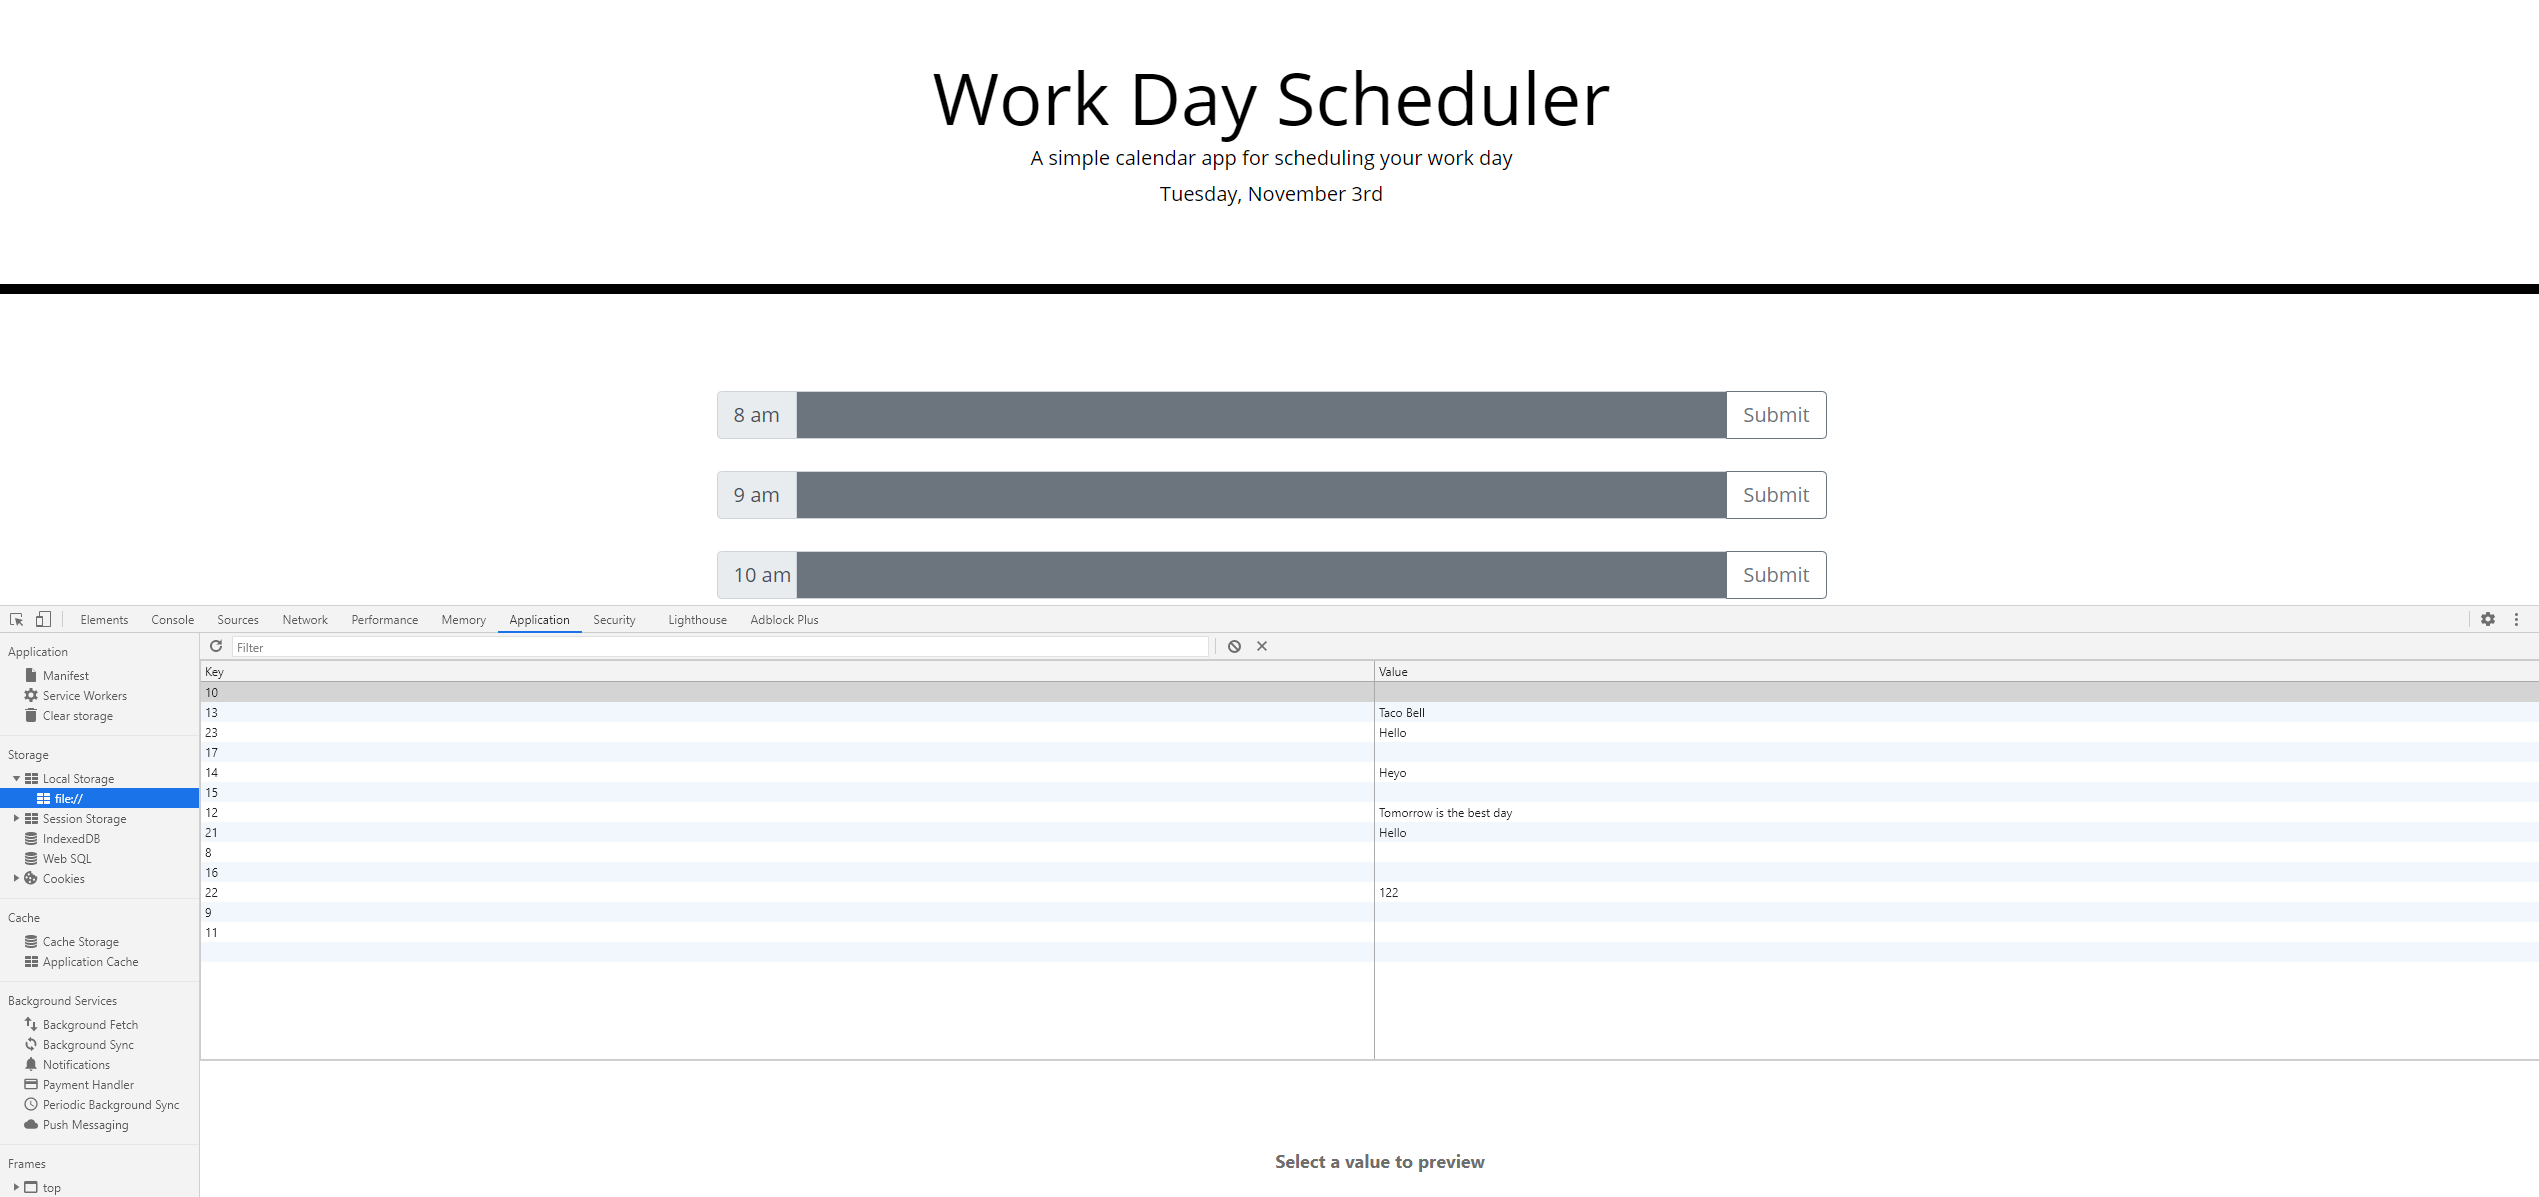 Work Day Scheduler
A simple calendar app for scheduling your work day
Tuesday, November 3rd
8 am Submit
9 am Submit
10 am Submit
Elements Console Sources Network Performance Memory Application Security Lighthouse Adblock Plus
Application
Manifest
Service Workers
Clear storage
Storage
Local Storage
file://
Session Storage
IndexedDB
Web SQL
Cookies
Cache
Cache Storage
Application Cache
Background Services
Background Fetch
Background Sync
Notifications
Payment Handler
Periodic Background Sync
Push Messaging
Frames
top
Filter
Key Value
10
13 Taco Bell
23 Hello
17
14 Heyo
15
12 Tomorrow is the best day
21 Hello
8
16
22 122
9
11
Select a value to preview